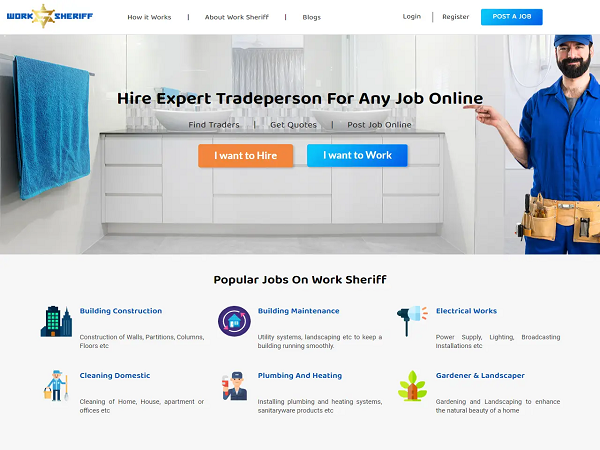 WORK SHERIFF
How it Works | About Work Sheriff | Blogs
Login | Register
POST A JOB
Hire Expert Tradeperson For Any Job Online
Find Traders | Get Quotes | Post Job Online
I want to Hire
I want to Work
Popular Jobs On Work Sheriff
Building Construction
Construction of Walls, Partitions, Columns,
Floors etc
Building Maintenance
Utility systems, landscaping etc to keep a
building running smoothly.
Electrical Works
Power Supply, Lighting, Broadcasting
Installations etc
Cleaning Domestic
Cleaning of Home, House, apartment or
offices etc
Plumbing And Heating
Installing plumbing and heating systems,
sanitaryware products etc
Gardener & Landscaper
Gardening and Landscaping to enhance
the natural beauty of a home